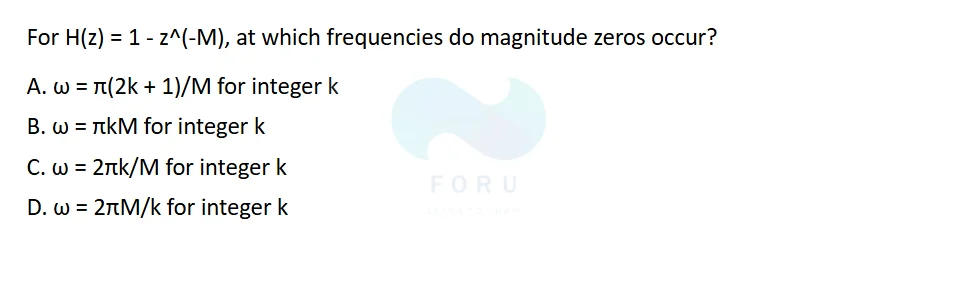 For H(z) = 1 - z^(-M), at which frequencies do magnitude zeros occur?
A. ω = π(2k + 1)/M for integer k
B. ω = πkM for integer k
C. ω = 2πk/M for integer k
FORU
D. ω = 2πM/k for integer k